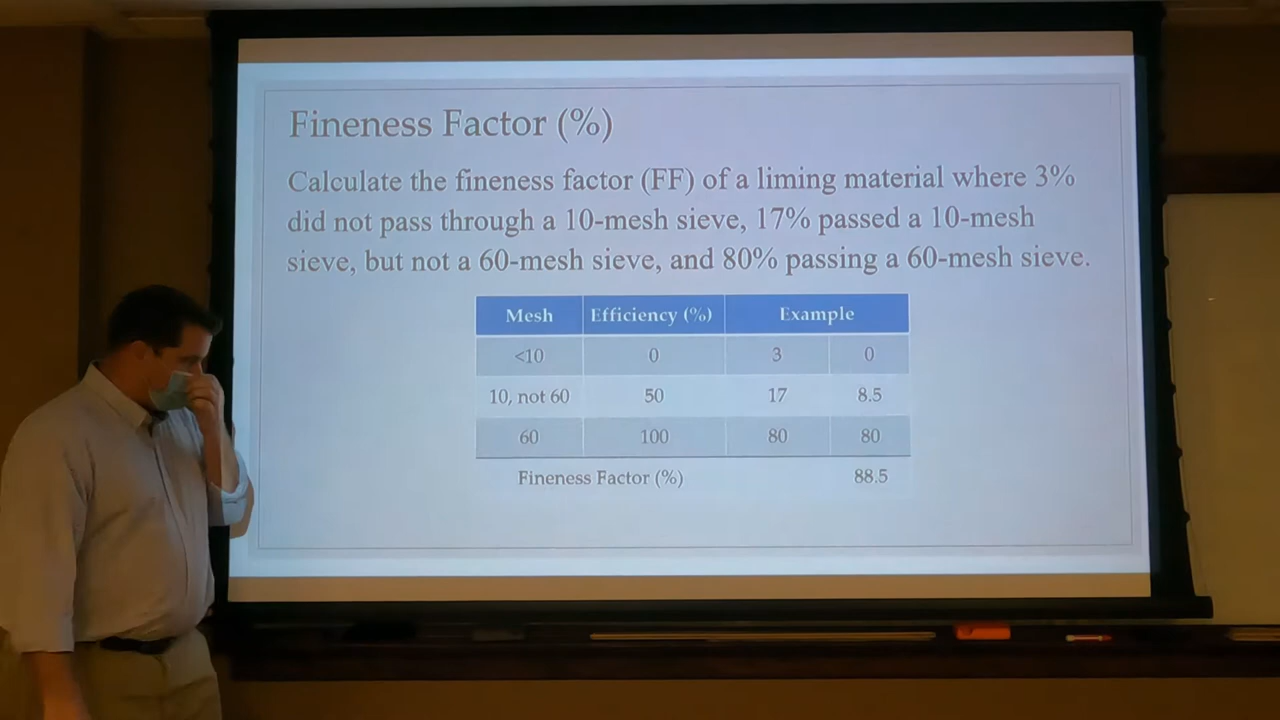 Fineness Factor (%)
Calculate the fineness factor (FF) of a liming material where 3%
did not pass through a 10-mesh sieve, 17% passed a 10-mesh
sieve, but not a 60-mesh sieve, and 80% passing a 60-mesh sieve.
Mesh Efficiency (%) Example
<10 0 3 0
10, not 60 50 17 8.5
60 100 80 80
Fineness Factor (%) 88.5